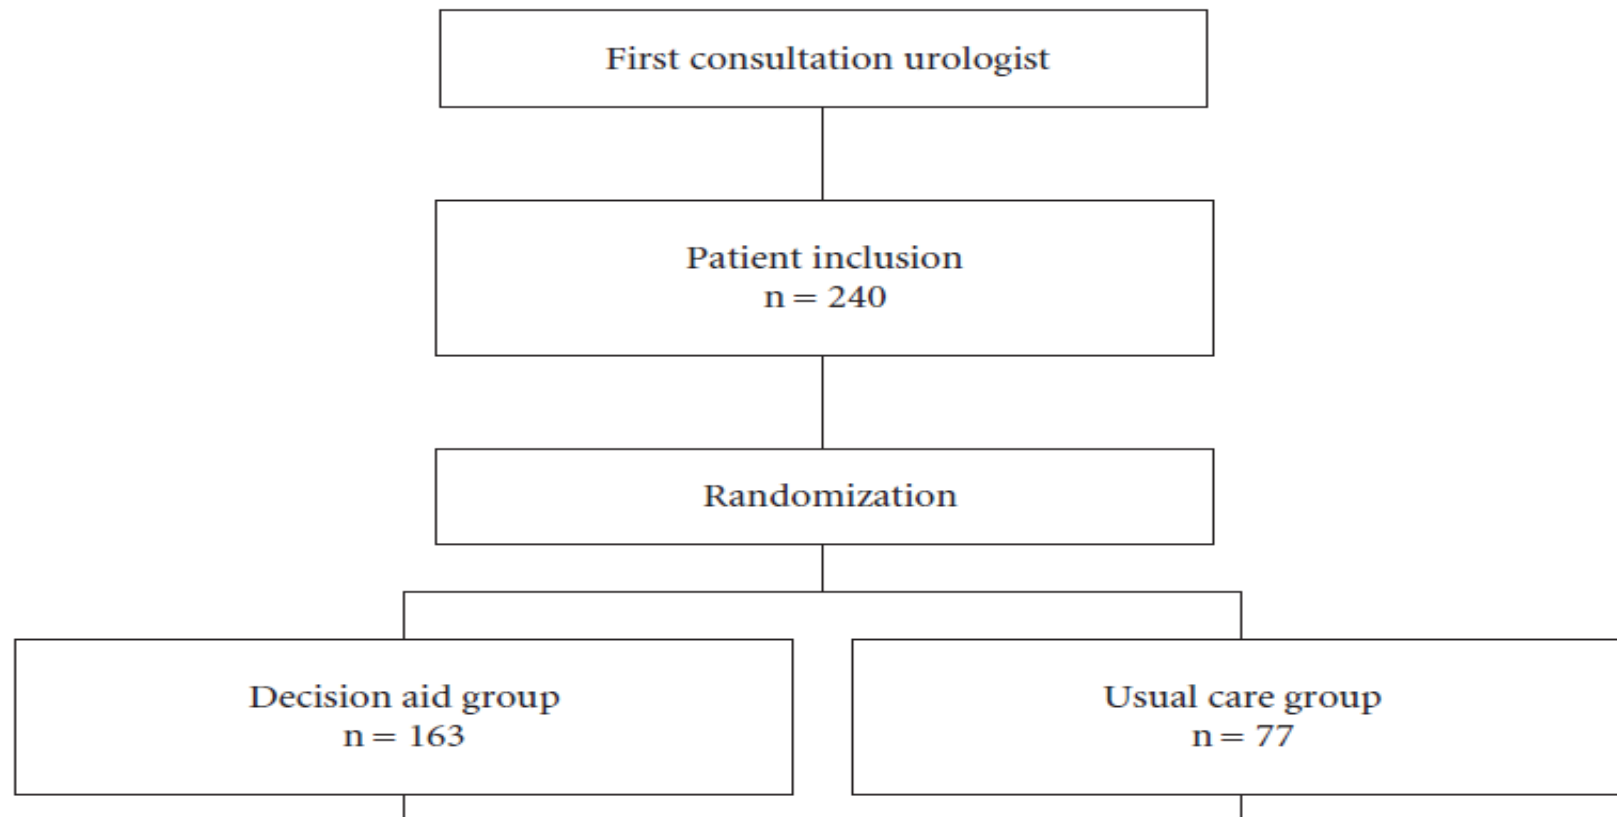 First consultation urologist
Patient inclusion
n = 240
Randomization
Decision aid group
n = 163
Usual care group
n = 77